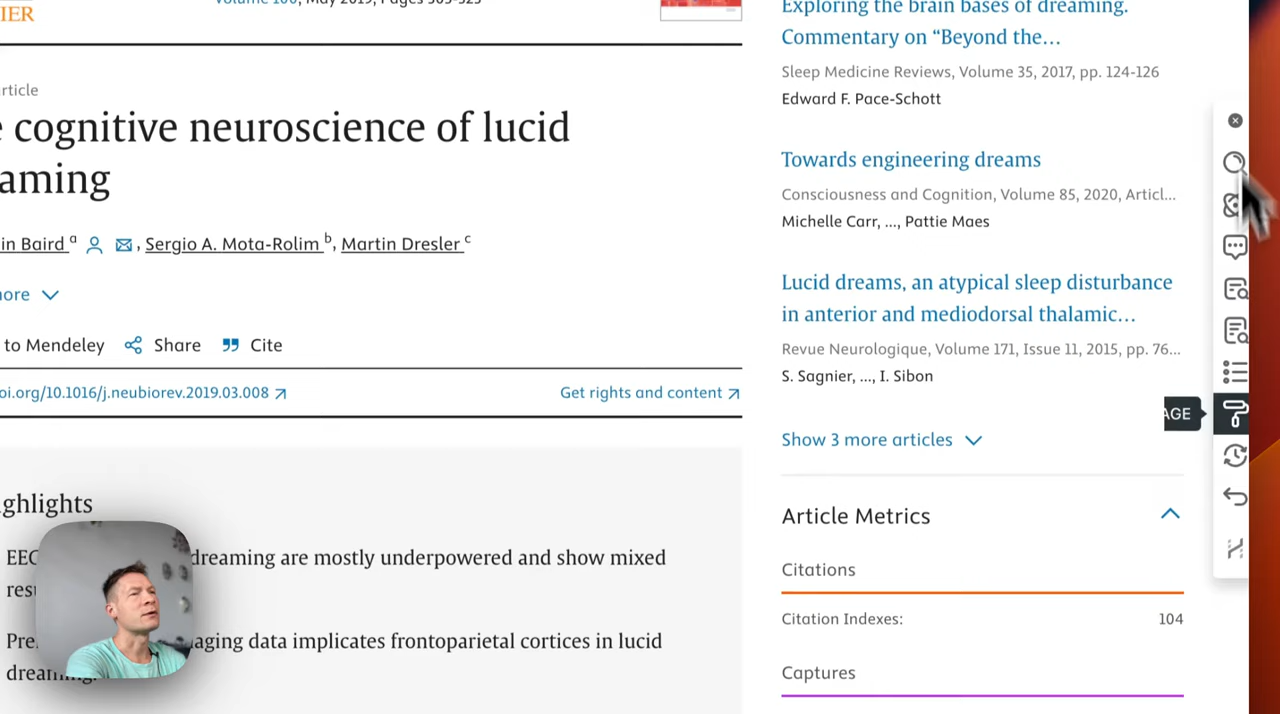 IER
Volume 100, May 2019, Pages 305-323
rticle
e cognitive neuroscience of lucid
aming
in Baird a , Sergio A. Mota-Rolim b, Martin Dresler c
ore
to Mendeley Share Cite
oi.org/10.1016/j.neubiorev.2019.03.008 Get rights and content
ghlights
EEG dreaming are mostly underpowered and show mixed
res
Pre aging data implicates frontoparietal cortices in lucid
dreaming.
Exploring the brain bases of dreaming.
Commentary on “Beyond the…
Sleep Medicine Reviews, Volume 35, 2017, pp. 124-126
Edward F. Pace-Schott
Towards engineering dreams
Consciousness and Cognition, Volume 85, 2020, Articl...
Michelle Carr, ..., Pattie Maes
Lucid dreams, an atypical sleep disturbance
in anterior and mediodorsal thalamic…
Revue Neurologique, Volume 171, Issue 11, 2015, pp. 76...
S. Sagnier, ..., I. Sibon
Show 3 more articles
Article Metrics
Citations
Citation Indexes: 104
Captures
AGE